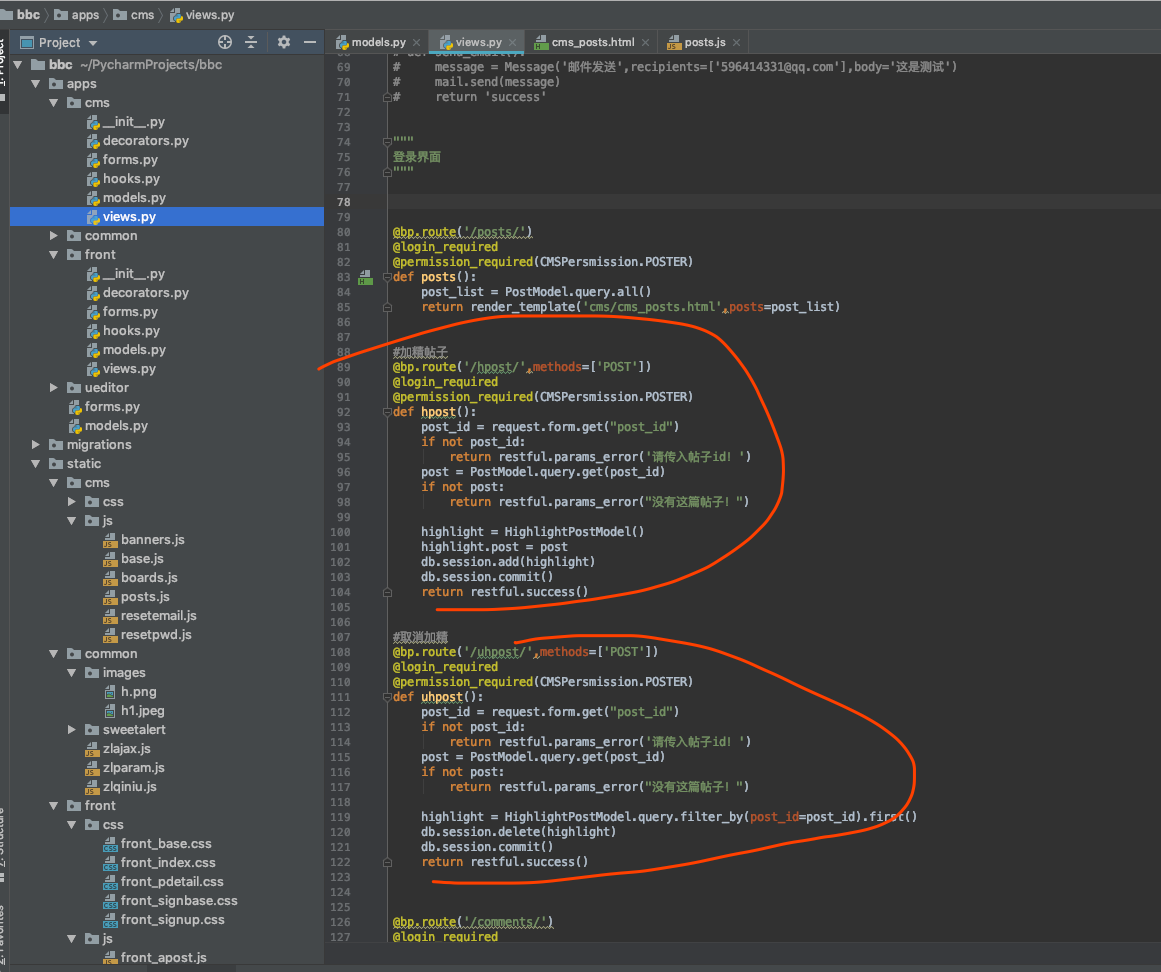 bbc
apps
cms
views.py
Project
models.py
views.py
cms_posts.html
posts.js
bbc ~/PycharmProjects/bbc
apps
cms
__init__.py
decorators.py
forms.py
hooks.py
models.py
views.py
common
front
__init__.py
decorators.py
forms.py
hooks.py
models.py
views.py
ueditor
forms.py
models.py
migrations
static
cms
css
js
banners.js
base.js
boards.js
posts.js
resetemail.js
resetpwd.js
common
images
h.png
h1.jpeg
sweetalert
zlajax.js
zlparam.js
zlqiniu.js
front
css
front_base.css
front_index.css
front_pdetail.css
front_signbase.css
front_signup.css
js
front_apost.js
69 #     message = Message('邮件发送',recipients=['596414331@qq.com'],body='这是测试')
70 #     mail.send(message)
71 #     return 'success'
72
73
74 """
75 登录界面
76 """
77
78
79
80 @bp.route('/posts/')
81 @login_required
82 @permission_required(CMSPersmission.POSTER)
83 def posts():
84     post_list = PostModel.query.all()
85     return render_template('cms/cms_posts.html',posts=post_list)
86
87
88 #加精帖子
89 @bp.route('/hpost/',methods=['POST'])
90 @login_required
91 @permission_required(CMSPersmission.POSTER)
92 def hpost():
93     post_id = request.form.get("post_id")
94     if not post_id:
95         return restful.params_error('请传入帖子id！')
96     post = PostModel.query.get(post_id)
97     if not post:
98         return restful.params_error("没有这篇帖子！")
99
100     highlight = HighlightPostModel()
101     highlight.post = post
102     db.session.add(highlight)
103     db.session.commit()
104     return restful.success()
105
106
107 #取消加精
108 @bp.route('/uhpost/',methods=['POST'])
109 @login_required
110 @permission_required(CMSPersmission.POSTER)
111 def uhpost():
112     post_id = request.form.get("post_id")
113     if not post_id:
114         return restful.params_error('请传入帖子id！')
115     post = PostModel.query.get(post_id)
116     if not post:
117         return restful.params_error("没有这篇帖子！")
118
119     highlight = HighlightPostModel.query.filter_by(post_id=post_id).first()
120     db.session.delete(highlight)
121     db.session.commit()
122     return restful.success()
123
124
125
126 @bp.route('/comments/')
127 @login_required